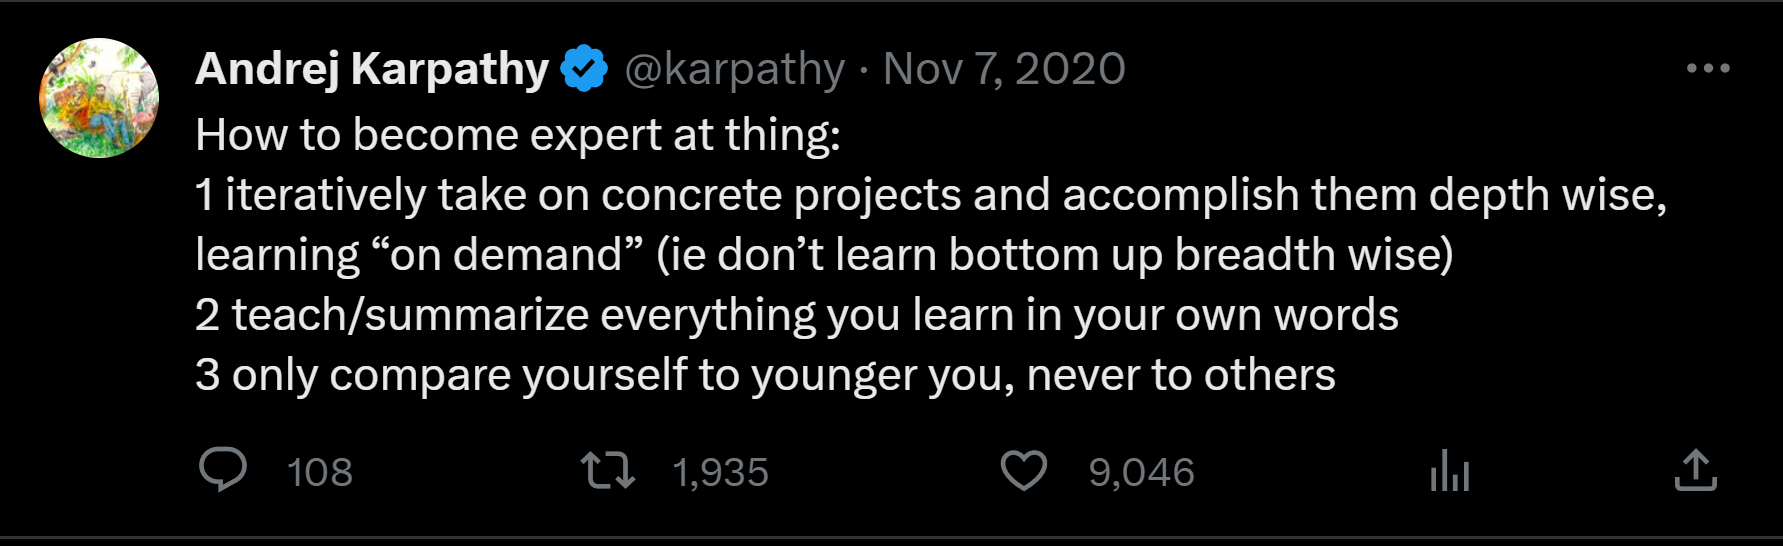 Andrej Karpathy @karpathy · Nov 7, 2020
How to become expert at thing:
1 iteratively take on concrete projects and accomplish them depth wise,
learning “on demand” (ie don’t learn bottom up breadth wise)
2 teach/summarize everything you learn in your own words
3 only compare yourself to younger you, never to others
108 1,935 9,046